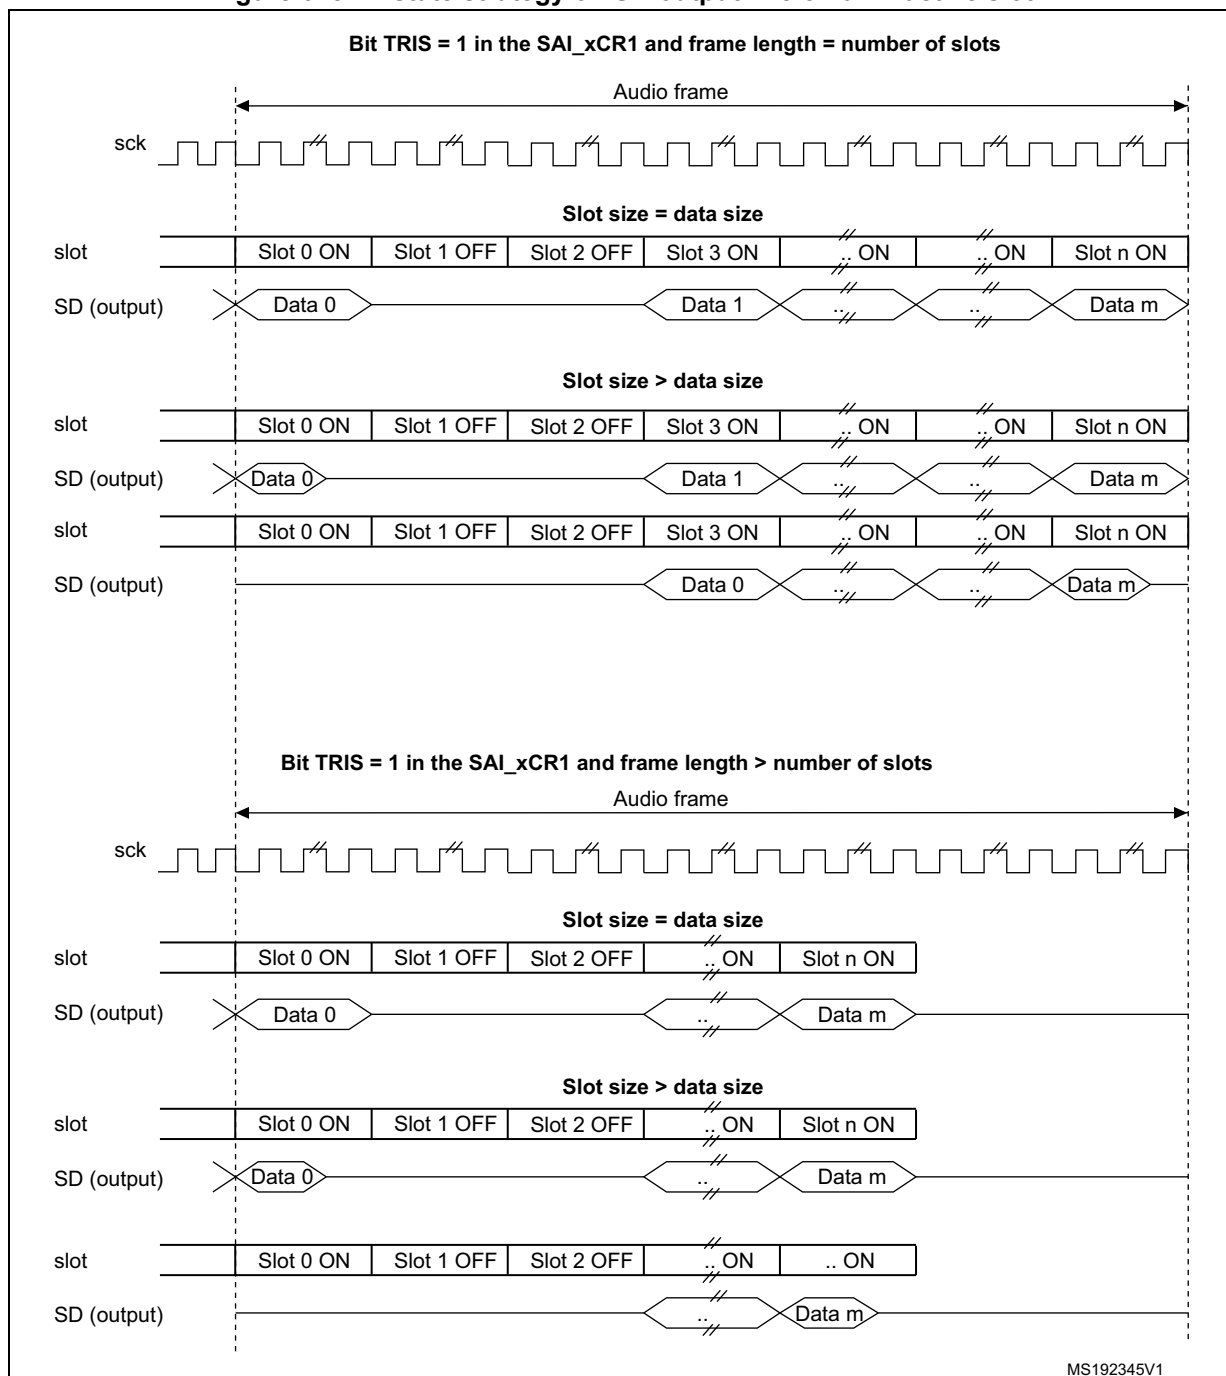 Bit TRIS = 1 in the SAI_xCR1 and frame length = number of slots
Audio frame
sck
Slot size = data size
slot Slot 0 ON Slot 1 OFF Slot 2 OFF Slot 3 ON .. ON .. ON Slot n ON
SD (output) Data 0 Data 1 .. .. Data m
Slot size > data size
slot Slot 0 ON Slot 1 OFF Slot 2 OFF Slot 3 ON .. ON .. ON Slot n ON
SD (output) Data 0 Data 1 .. .. Data m
slot Slot 0 ON Slot 1 OFF Slot 2 OFF Slot 3 ON .. ON .. ON Slot n ON
SD (output) Data 0 .. .. Data m
Bit TRIS = 1 in the SAI_xCR1 and frame length > number of slots
Audio frame
sck
Slot size = data size
slot Slot 0 ON Slot 1 OFF Slot 2 OFF .. ON Slot n ON
SD (output) Data 0 .. Data m
Slot size > data size
slot Slot 0 ON Slot 1 OFF Slot 2 OFF .. ON Slot n ON
SD (output) Data 0 .. Data m
slot Slot 0 ON Slot 1 OFF Slot 2 OFF .. ON .. ON
SD (output) .. Data m
MS192345V1